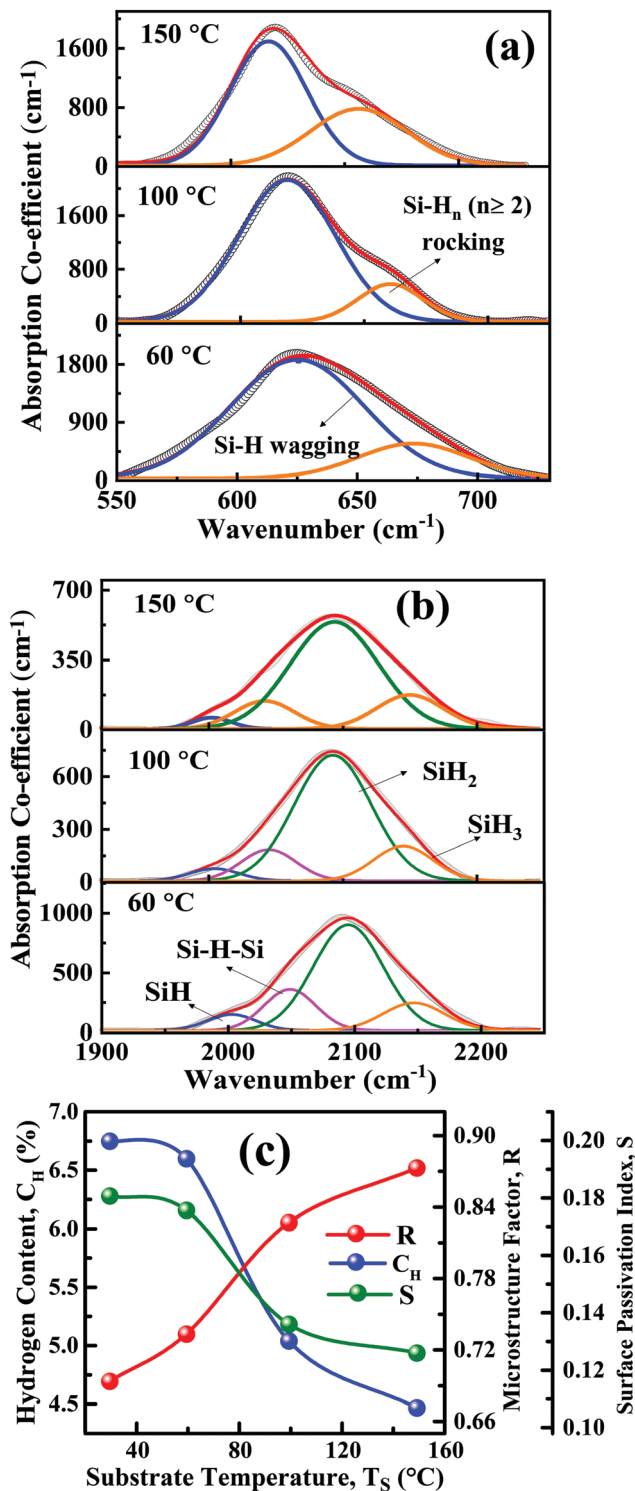 (a)
150 °C
1600
800
0
100 °C
1600
800
0
Si-Hn (n≥ 2)
rocking
60 °C
1800
900
0
Si-H wagging
550 600 650 700
Wavenumber (cm-1)
Absorption Co-efficient (cm-1)
(b)
150 °C
700
350
0
100 °C
600
300
0
SiH2
SiH3
60 °C
1000
500
0
Si-H-Si
SiH
1900 2000 2100 2200
Wavenumber (cm-1)
Absorption Co-efficient (cm-1)
(c)
Hydrogen Content, CH (%)
7.0
6.5
6.0
5.5
5.0
4.5
R
CH
S
0.90
0.84
0.78
0.72
0.66
Microstructure Factor, R
0.20
0.18
0.16
0.14
0.12
0.10
Surface Passivation Index, S
40 80 120 160
Substrate Temperature, TS (°C)